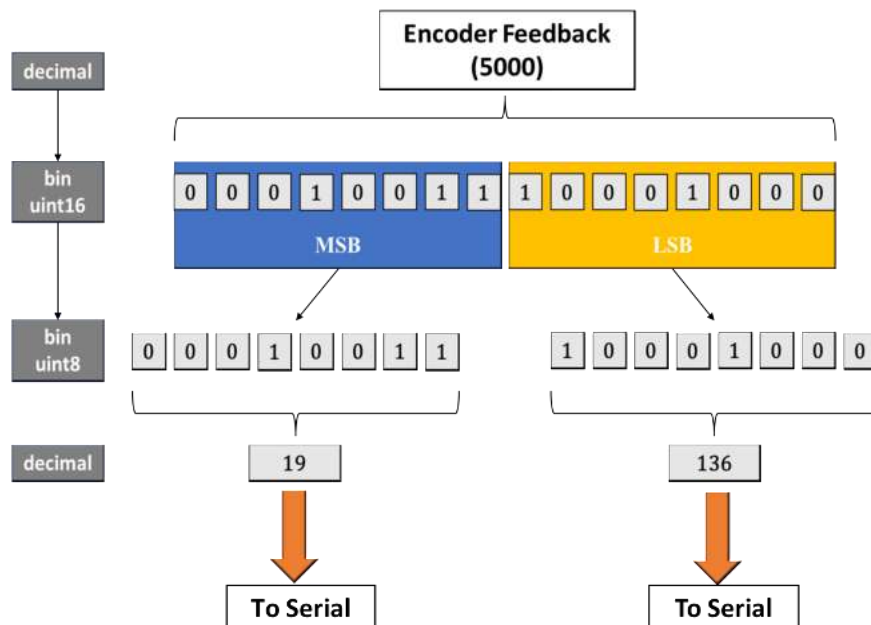 Encoder Feedback
(5000)
decimal
bin
uint16
0 0 0 1 0 0 1 1 1 0 0 0 1 0 0 0
MSB LSB
bin
uint8
0 0 0 1 0 0 1 1 1 0 0 0 1 0 0 0
decimal
19 136
To Serial To Serial